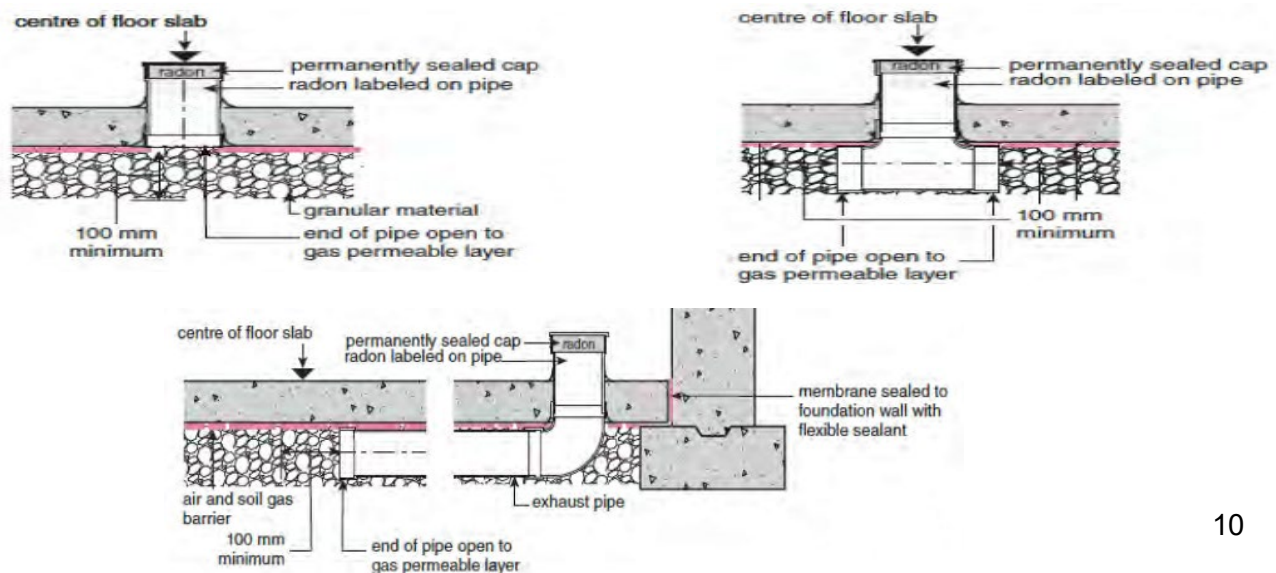 centre of floor slab
radon
permanently sealed cap
radon labeled on pipe
granular material
100 mm
minimum
end of pipe open to
gas permeable layer
centre of floor slab
radon
permanently sealed cap
radon labeled on pipe
100 mm
minimum
end of pipe open to
gas permeable layer
centre of floor slab
permanently sealed cap
radon labeled on pipe
radon
membrane sealed to
foundation wall with
flexible sealant
air and soil gas
barrier
exhaust pipe
100 mm
minimum
end of pipe open to
gas permeable layer
10